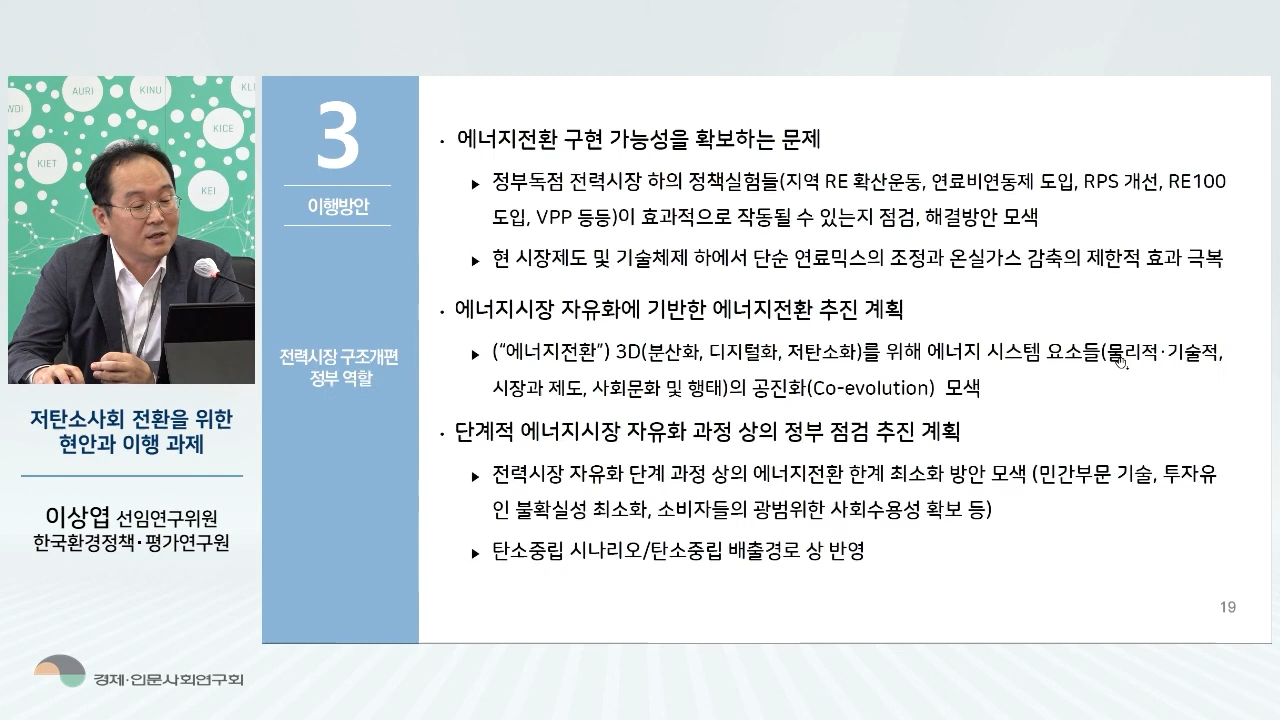 WDI
AURI
KINU
KLI
KICE
KIET
KEI
저탄소사회 전환을 위한
현안과 이행 과제
이상엽 선임연구위원
한국환경정책·평가연구원
경제·인문사회연구회
3
이행방안
전력시장 구조개편
정부 역할
· 에너지전환 구현 가능성을 확보하는 문제
▶ 정부독점 전력시장 하의 정책실험들(지역 RE 확산운동, 연료비연동제 도입, RPS 개선, RE100
도입, VPP 등등)이 효과적으로 작동될 수 있는지 점검, 해결방안 모색
▶ 현 시장제도 및 기술체제 하에서 단순 연료믹스의 조정과 온실가스 감축의 제한적 효과 극복
· 에너지시장 자유화에 기반한 에너지전환 추진 계획
▶ (“에너지전환”) 3D(분산화, 디지털화, 저탄소화)를 위해 에너지 시스템 요소들(물리적·기술적,
시장과 제도, 사회문화 및 행태)의 공진화(Co-evolution) 모색
· 단계적 에너지시장 자유화 과정 상의 정부 점검 추진 계획
▶ 전력시장 자유화 단계 과정 상의 에너지전환 한계 최소화 방안 모색 (민간부문 기술, 투자유
인 불확실성 최소화, 소비자들의 광범위한 사회수용성 확보 등)
▶ 탄소중립 시나리오/탄소중립 배출경로 상 반영
19